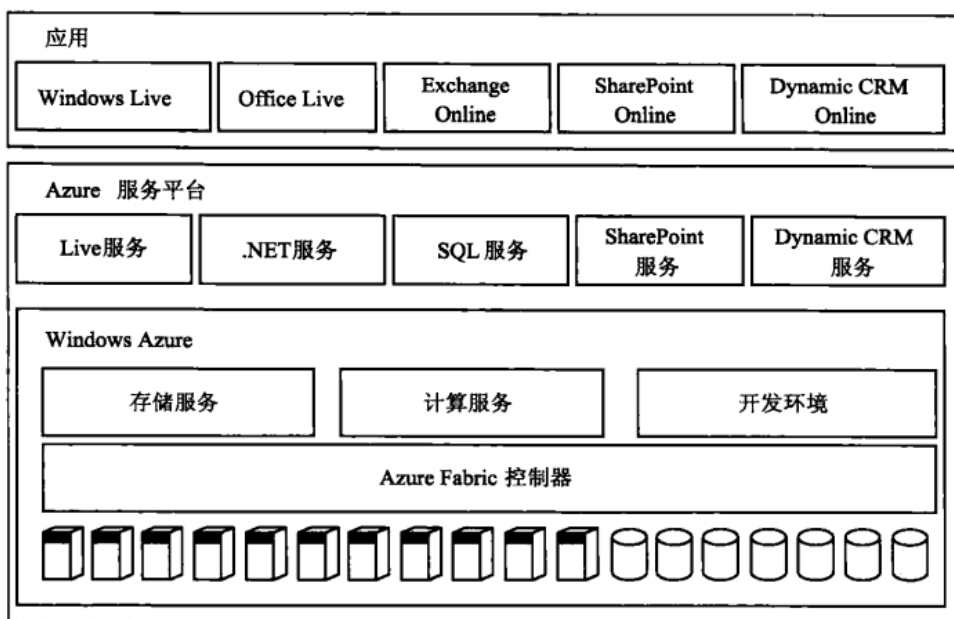 应用
Windows Live
Office Live
Exchange
Online
SharePoint
Online
Dynamic CRM
Online
Azure 服务平台
Live服务
.NET服务
SQL 服务
SharePoint
服务
Dynamic CRM
服务
Windows Azure
存储服务
计算服务
开发环境
Azure Fabric 控制器